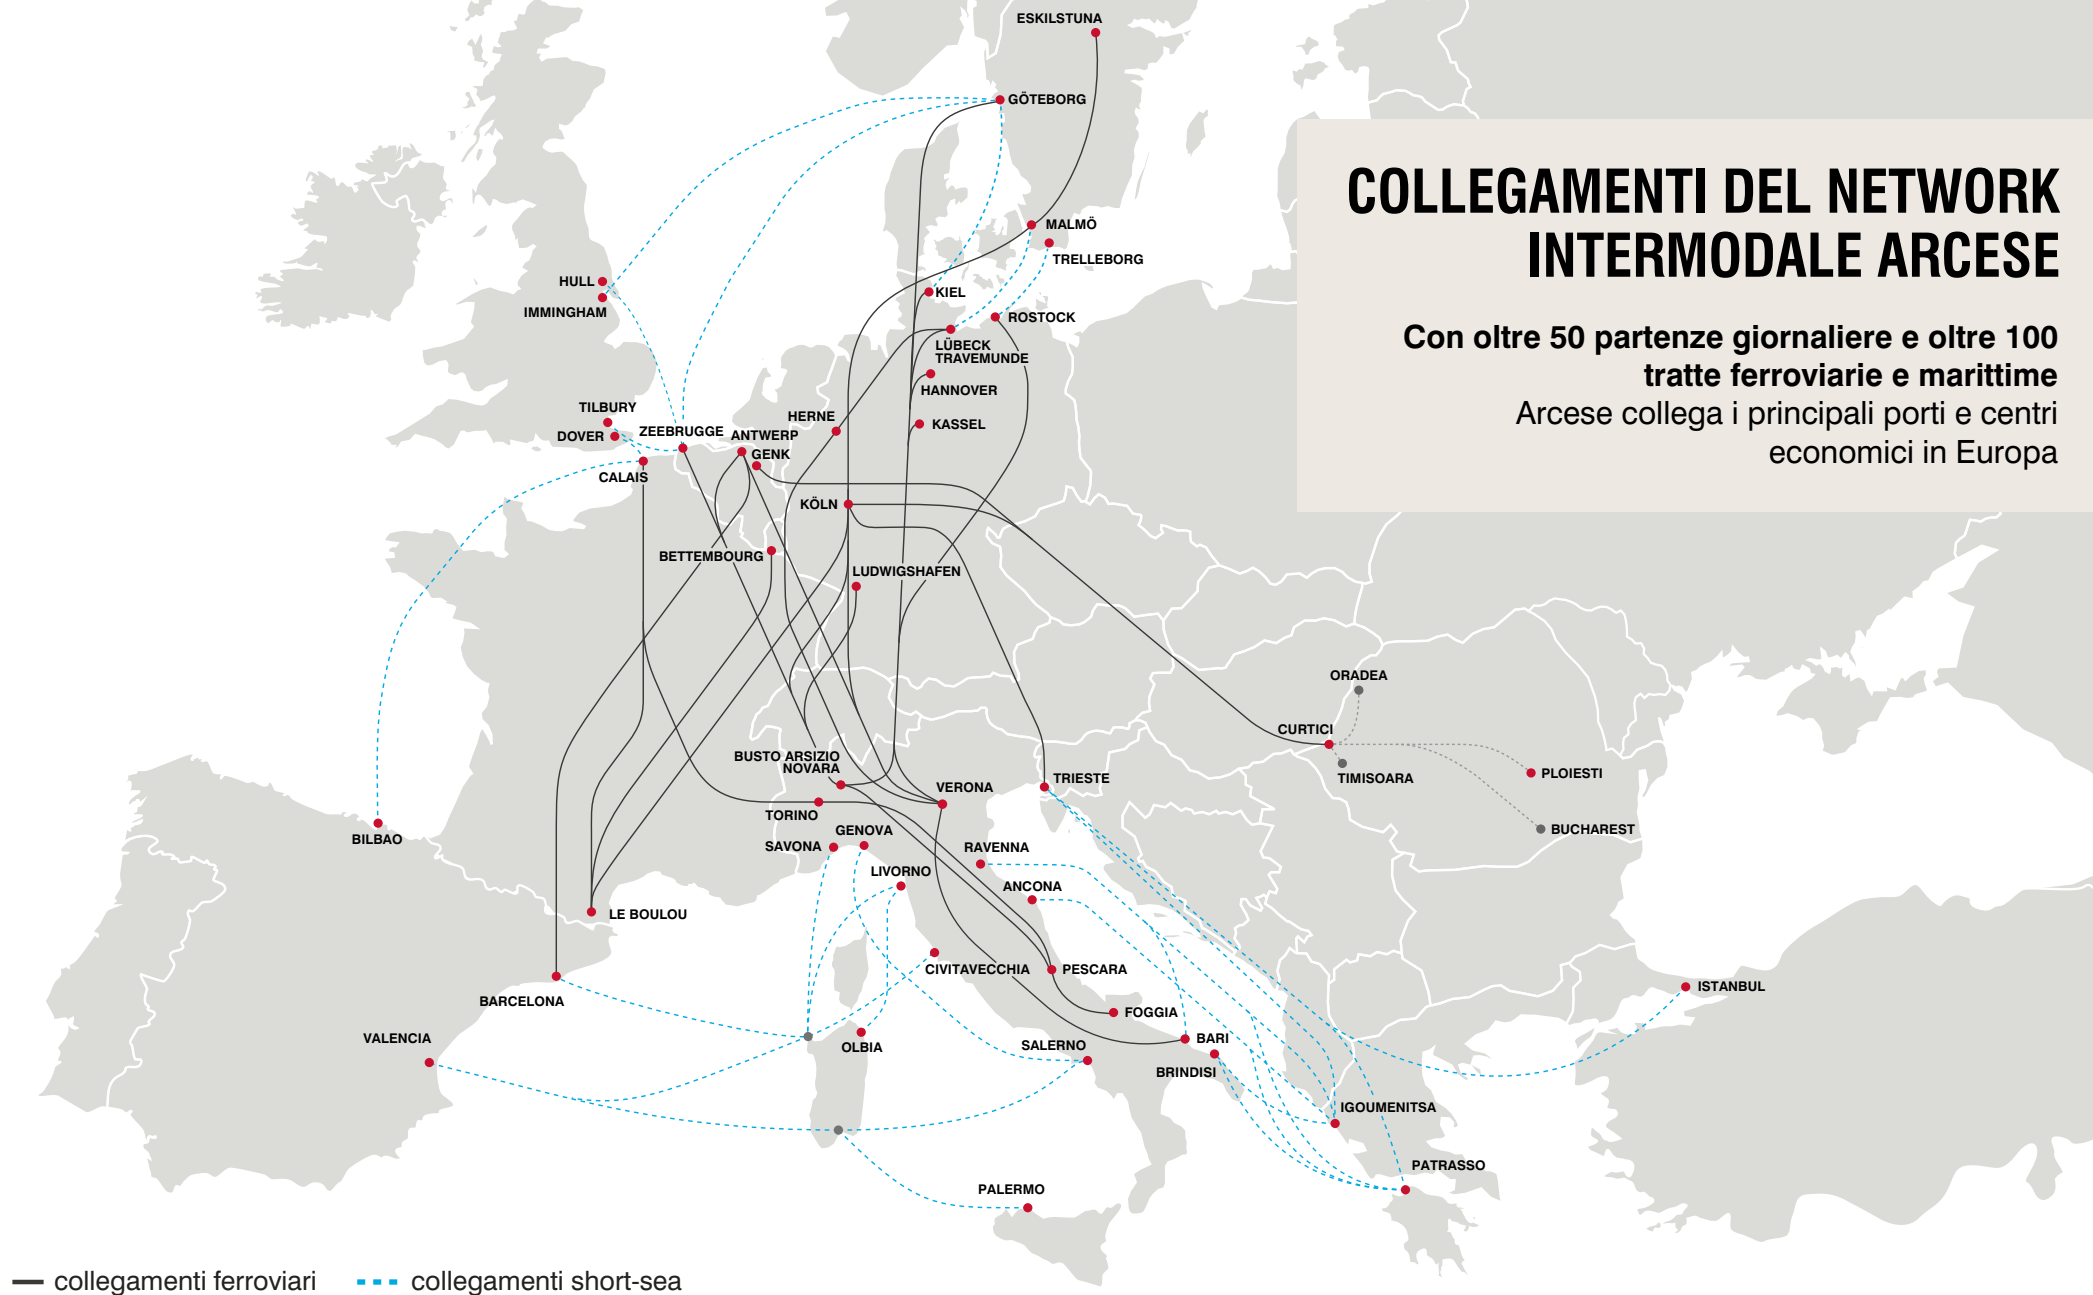 ESKILSTUNA
GÖTEBORG
COLLEGAMENTI DEL NETWORK
INTERMODALE ARCESE
Con oltre 50 partenze giornaliere e oltre 100
tratte ferroviarie e marittime
Arcese collega i principali porti e centri
economici in Europa
MALMÖ
TRELLEBORG
HULL
IMMINGHAM
KIEL
ROSTOCK
LÜBECK
TRAVEMUNDE
HANNOVER
TILBURY
DOVER
ZEEBRUGGE
ANTWERP
GENK
HERNE
KASSEL
CALAIS
KÖLN
BETTEMBOURG
LUDWIGSHAFEN
ORADEA
CURTICI
TIMISOARA
PLOIESTI
BUCHAREST
BUSTO ARSIZIO
NOVARA
VERONA
TRIESTE
TORINO
GENOVA
SAVONA
LIVORNO
RAVENNA
ANCONA
BILBAO
LE BOULOU
CIVITAVECCHIA
PESCARA
BARCELONA
FOGGIA
ISTANBUL
VALENCIA
OLBIA
SALERNO
BARI
BRINDISI
IGOUMENITSA
PATRASSO
PALERMO
collegamenti ferroviari
collegamenti short-sea